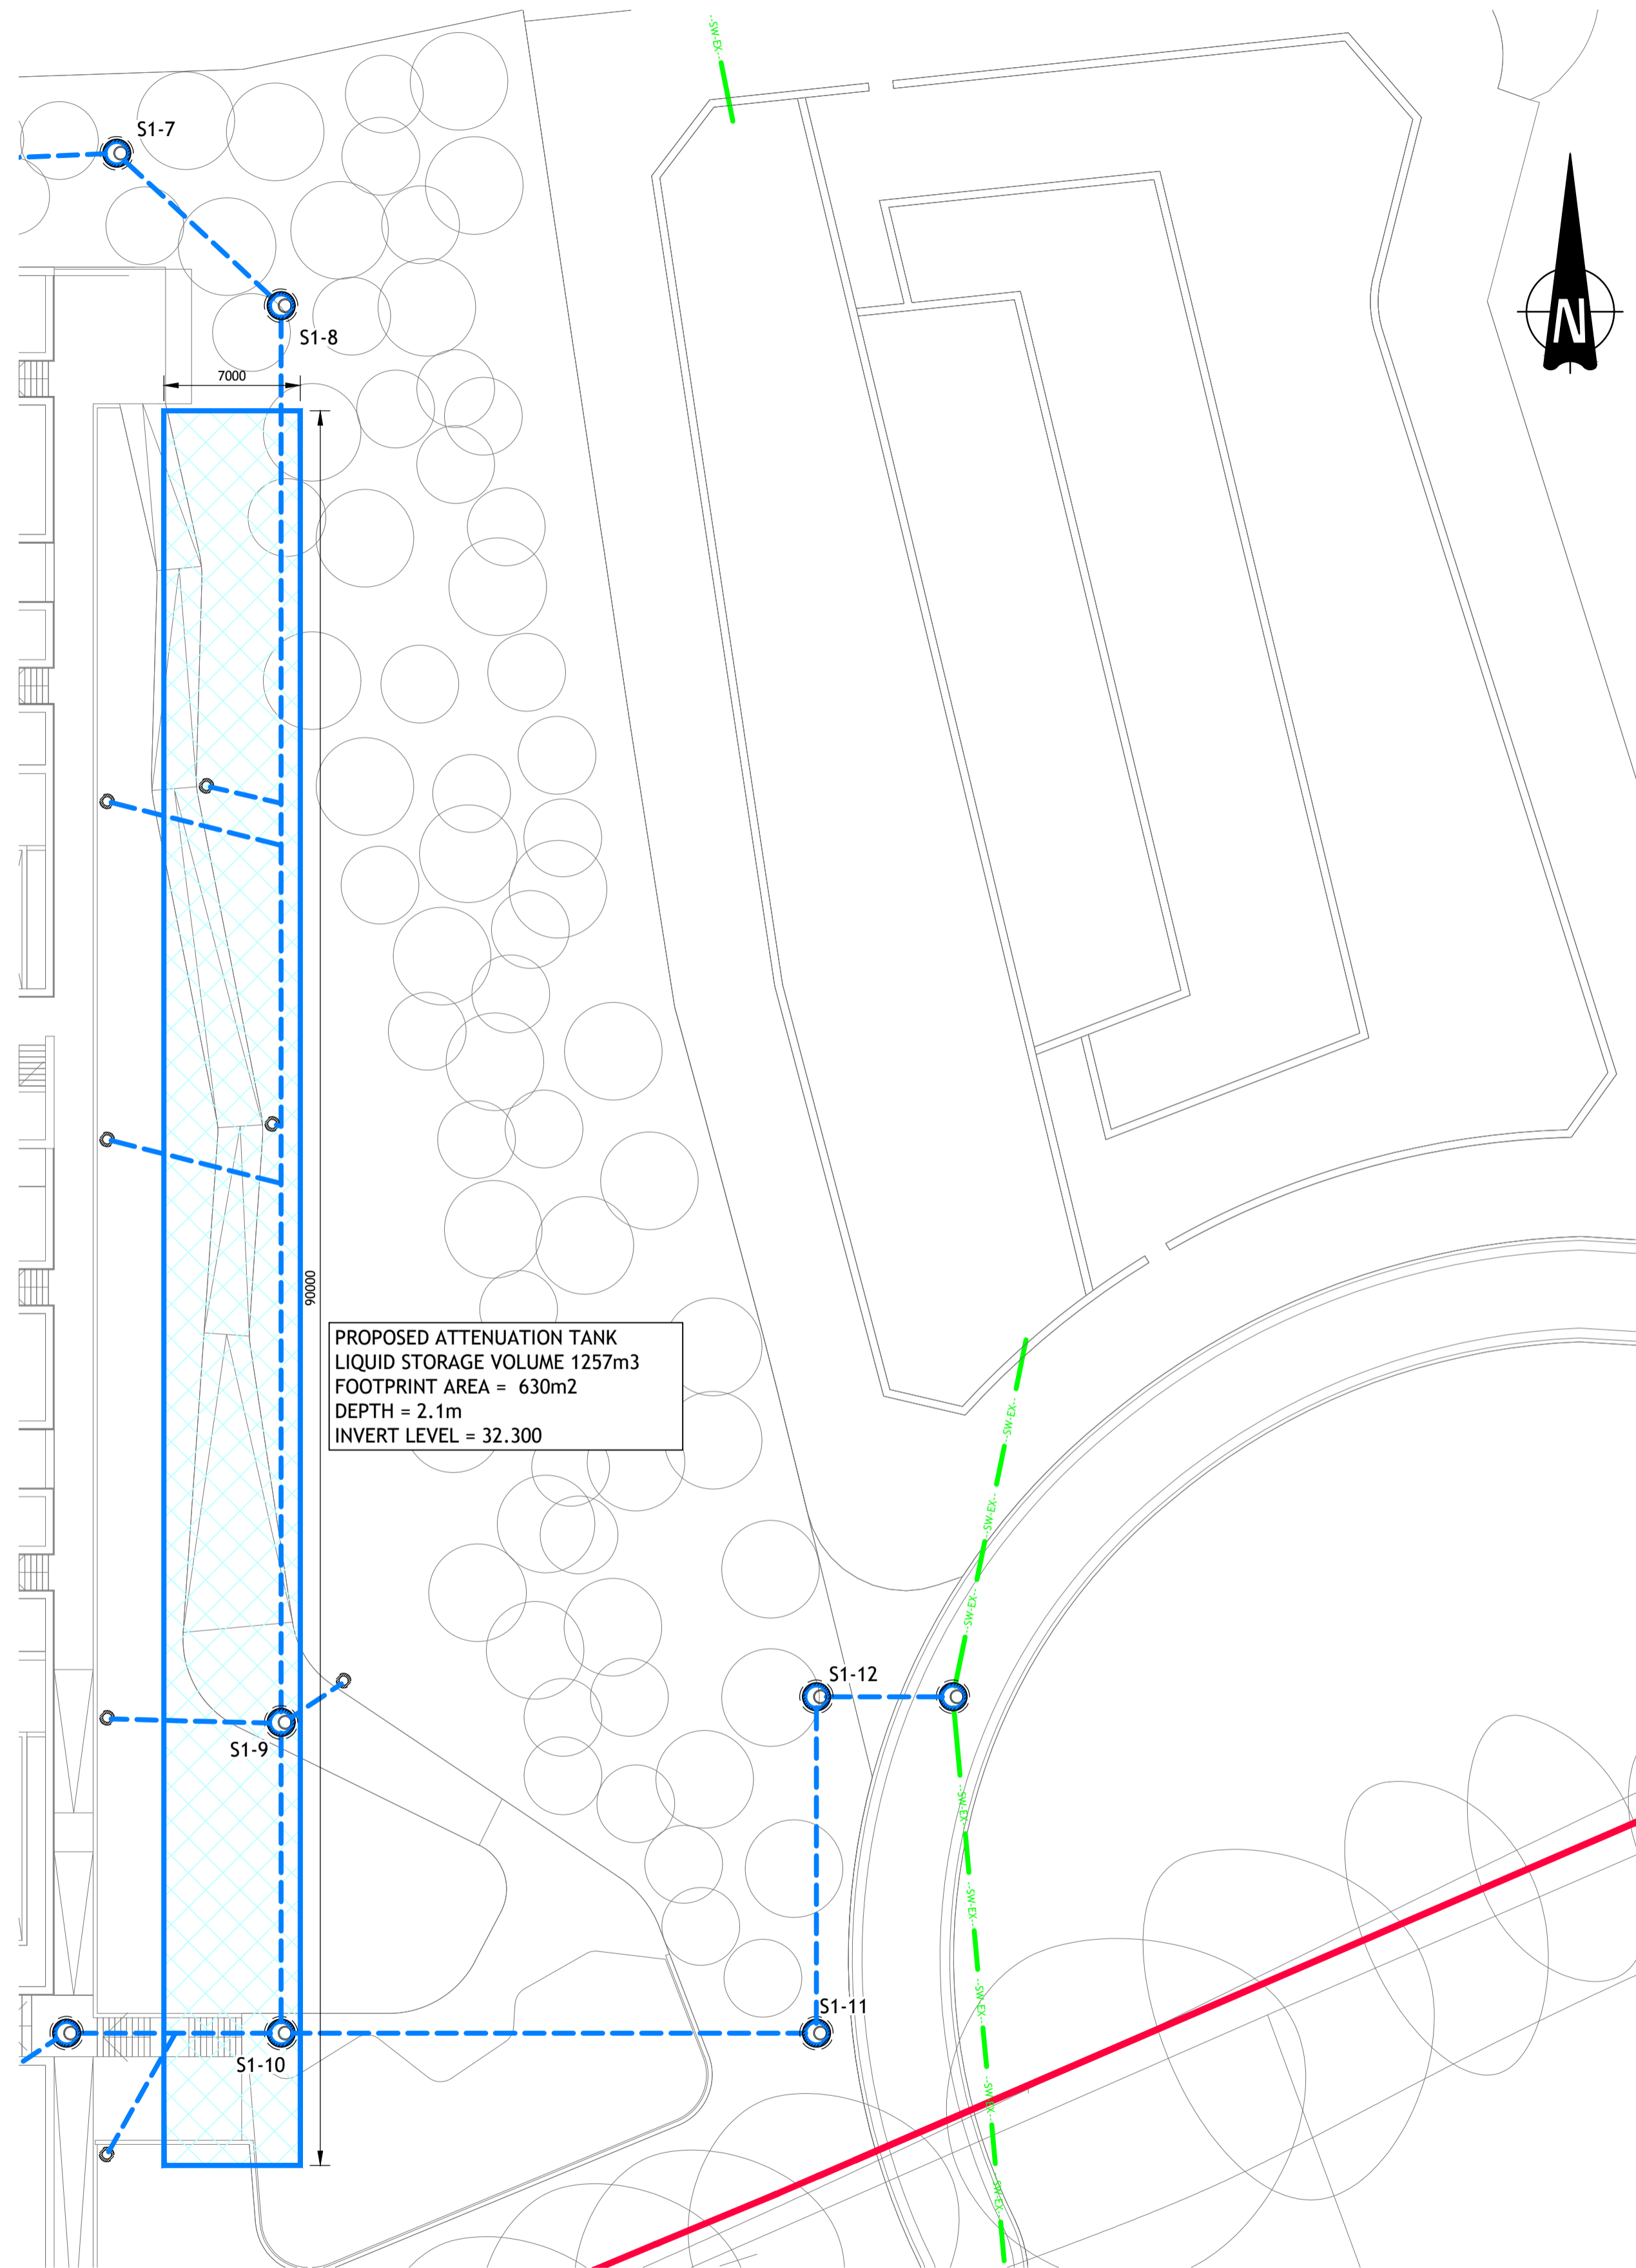 --SW-EX--
S1-7
N
S1-8
7000
90000
PROPOSED ATTENUATION TANK
LIQUID STORAGE VOLUME 1257m3
FOOTPRINT AREA =  630m2
DEPTH = 2.1m
INVERT LEVEL = 32.300
--SW-EX--
--SW-EX--
--SW-EX--
S1-12
S1-9
--SW-EX--
--SW-EX--
S1-11
--SW-EX--
S1-10
--SW-EX--
--SW-EX--